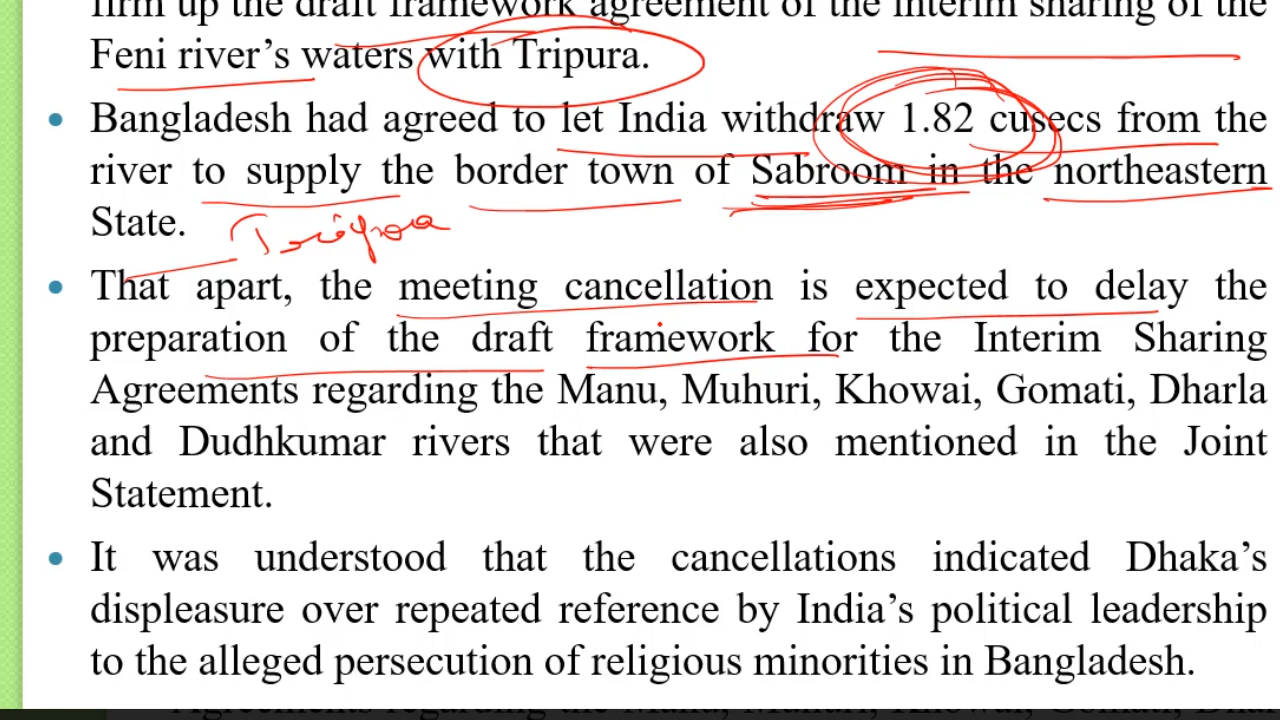 firm up the draft framework agreement of the interim sharing of the
Feni river’s waters with Tripura.
• Bangladesh had agreed to let India withdraw 1.82 cusecs from the
river to supply the border town of Sabroom in the northeastern
State.
Tripura
• That apart, the meeting cancellation is expected to delay the
preparation of the draft framework for the Interim Sharing
Agreements regarding the Manu, Muhuri, Khowai, Gomati, Dharla
and Dudhkumar rivers that were also mentioned in the Joint
Statement.
• It was understood that the cancellations indicated Dhaka’s
displeasure over repeated reference by India’s political leadership
to the alleged persecution of religious minorities in Bangladesh.